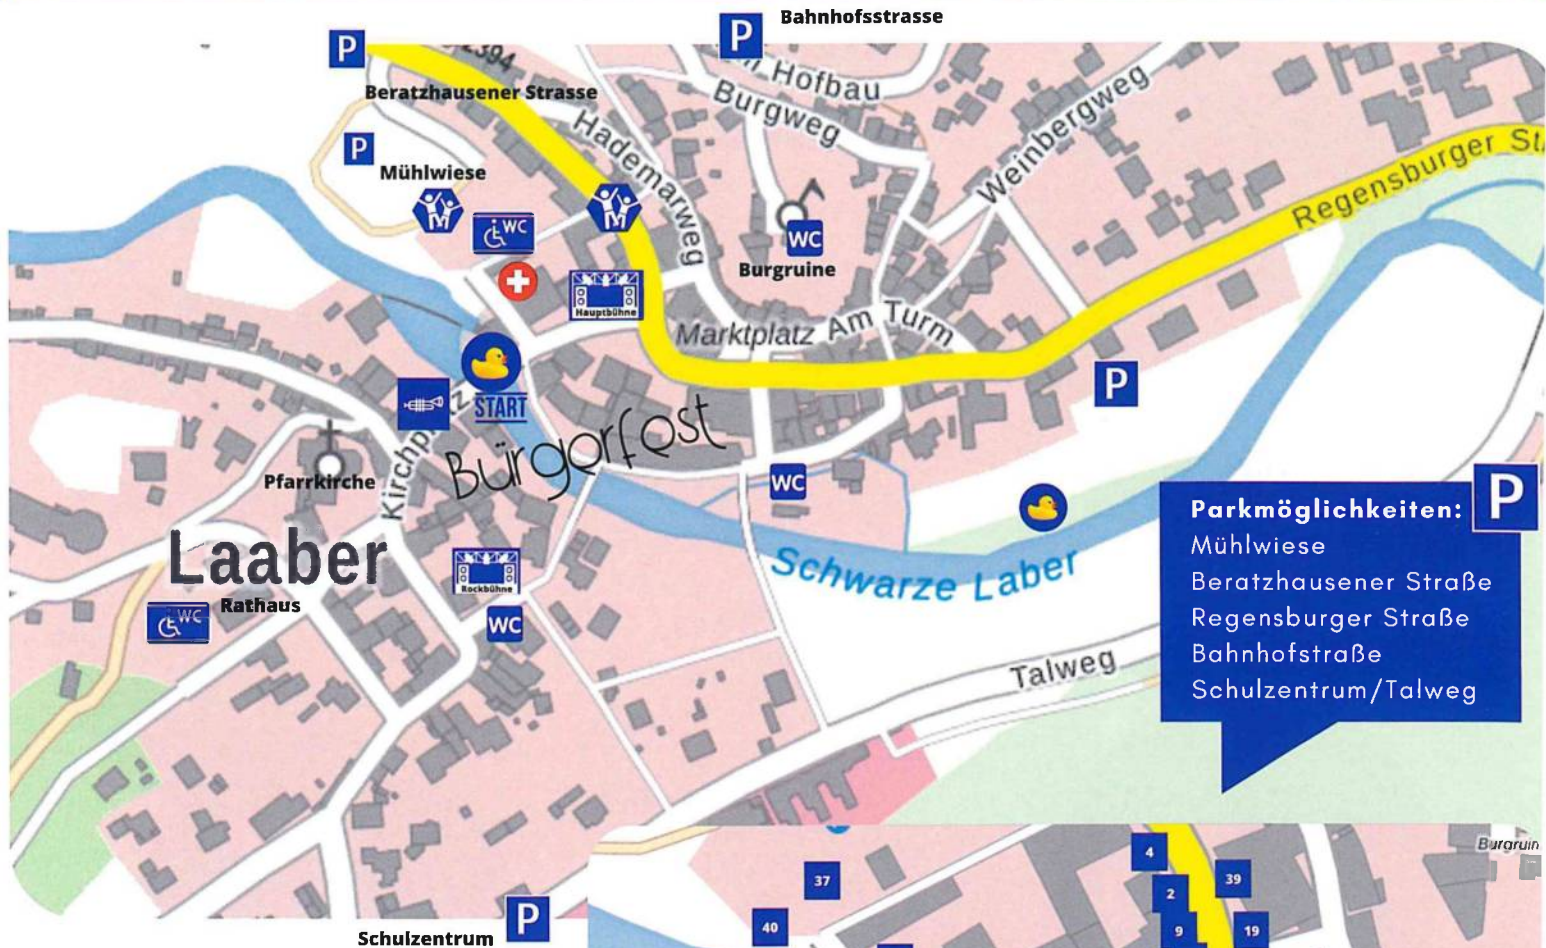 Bahnhofsstrasse
P
P
2394
Hofbau
Beratzhausener Strasse
Burgweg
Weinbergweg
Hademarweg
P
Mühlwiese
Regensburger St
WC
WC
Burgruine
Hauptbühne
Marktplatz
Am Turm
P
START
Bürgerfest
Kirchp
Pfarrkirche
WC
P
Parkmöglichkeiten:
Mühlwiese
Beratzhausener Straße
Regensburger Straße
Bahnhofstraße
Schulzentrum/Talweg
Laaber
Schwarze Laber
Rockbühne
Rathaus
WC
WC
Talweg
4
Burgruin
37
39
2
40
9
19
P
Schulzentrum